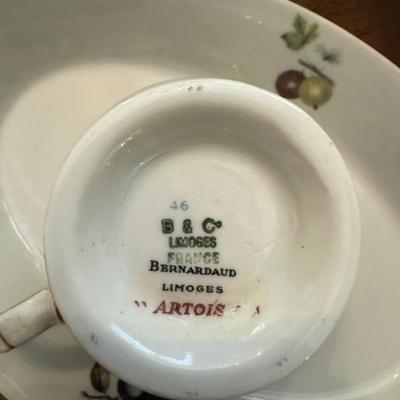 46
B & Cº
LIMOGES
FRANCE
BERNARDAUD
LIMOGES
" ARTOIS